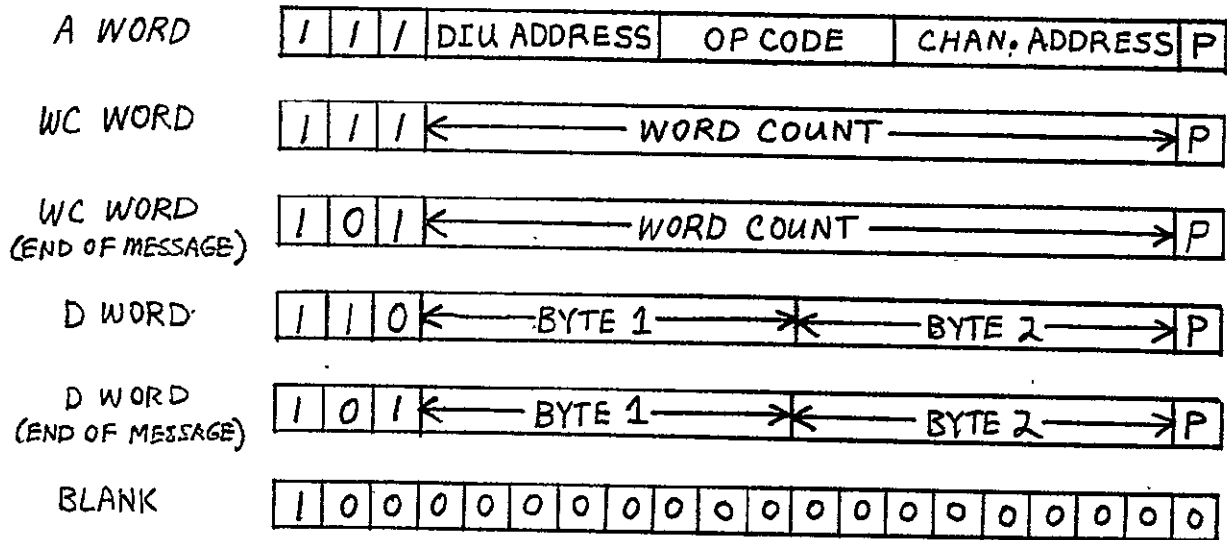 A WORD 1 1 1 DIU ADDRESS OP CODE CHAN. ADDRESS P
WC WORD 1 1 1 WORD COUNT P
WC WORD 1 0 1 WORD COUNT P
(END OF MESSAGE)
D WORD 1 1 0 BYTE 1 BYTE 2 P
D WORD 1 0 1 BYTE 1 BYTE 2 P
(END OF MESSAGE)
BLANK 1 0 0 0 0 0 0 0 0 0 0 0 0 0 0 0 0 0 0 0